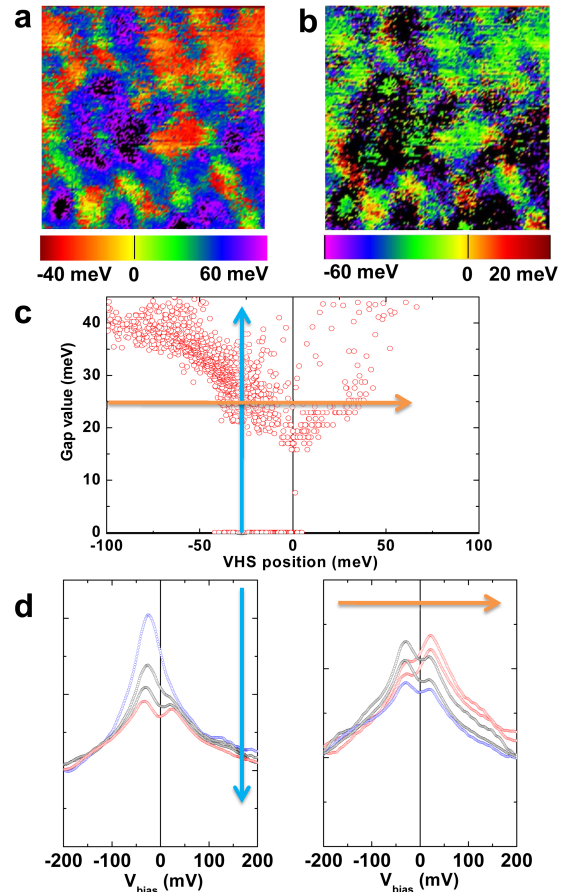 a
b
-40 meV 0 60 meV
-60 meV 0 20 meV
c
Gap value (meV)
40
30
20
10
0
-100 -50 0 50 100
VHS position (meV)
d
-200 -100 0 100 200
-200 -100 0 100 200
Vbias (mV)
Vbias (mV)